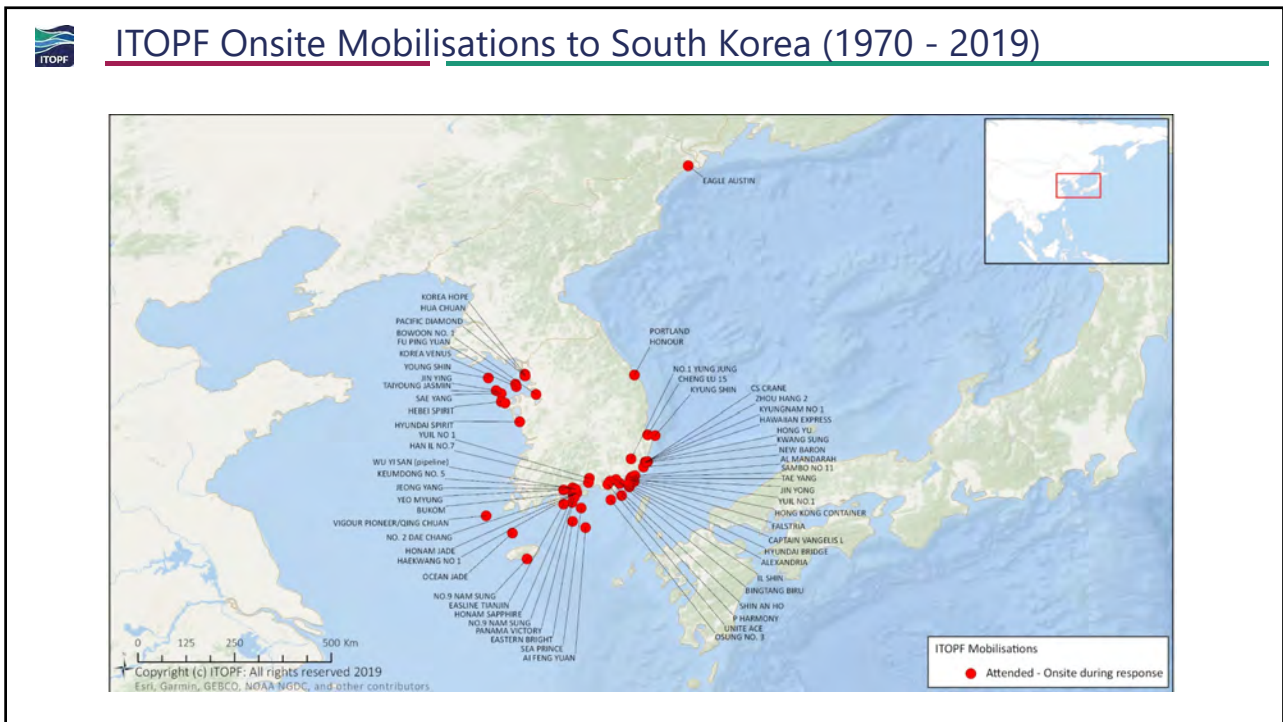 ITOPF
ITOPF Onsite Mobilisations to South Korea (1970 - 2019)
EAGLE AUSTIN
KOREA HOPE
HUA CHUAN
PACIFIC DIAMOND
BOWOON NO. 1
FU PING YUAN
KOREA VENUS
YOUNG SHIN
JIN YING
TAIYOUNG JASMIN
SAE YANG
HEBEI SPIRIT
HYUNDAI SPIRIT
YUIL NO 1
HAN IL NO.7
WU YI SAN (pipeline)
KEUMDONG NO. 5
JEONG YANG
YEO MYUNG
BUKOM
VIGOUR PIONEER/QING CHUAN
NO. 2 DAE CHANG
HONAM JADE
HAEKWANG NO 1
OCEAN JADE
NO.9 NAM SUNG
EASLINE TIANJIN
HONAM SAPPHIRE
NO.9 NAM SUNG
PANAMA VICTORY
EASTERN BRIGHT
SEA PRINCE
AI FENG YUAN
PORTLAND
HONOUR
NO.1 YUNG JUNG
CHENG LU 15
KYUNG SHIN
CS CRANE
ZHOU HANG 2
KYUNGNAM NO 1
HAWAIIAN EXPRESS
HONG YU
KWANG SUNG
NEW BARON
AL MANDARAH
SAMBO NO 11
TAE YANG
JIN YONG
YUIL NO.1
HONG KONG CONTAINER
FALSTRIA
CAPTAIN VANGELIS L
HYUNDAI BRIDGE
ALEXANDRIA
IL SHIN
BINGTANG BIRU
SHIN AN HO
P HARMONY
UNITE ACE
OSUNG NO. 3
0 125 250 500 Km
Copyright (c) ITOPF: All rights reserved 2019
Esri, Garmin, GEBCO, NOAA NGDC, and other contributors
ITOPF Mobilisations
Attended - Onsite during response